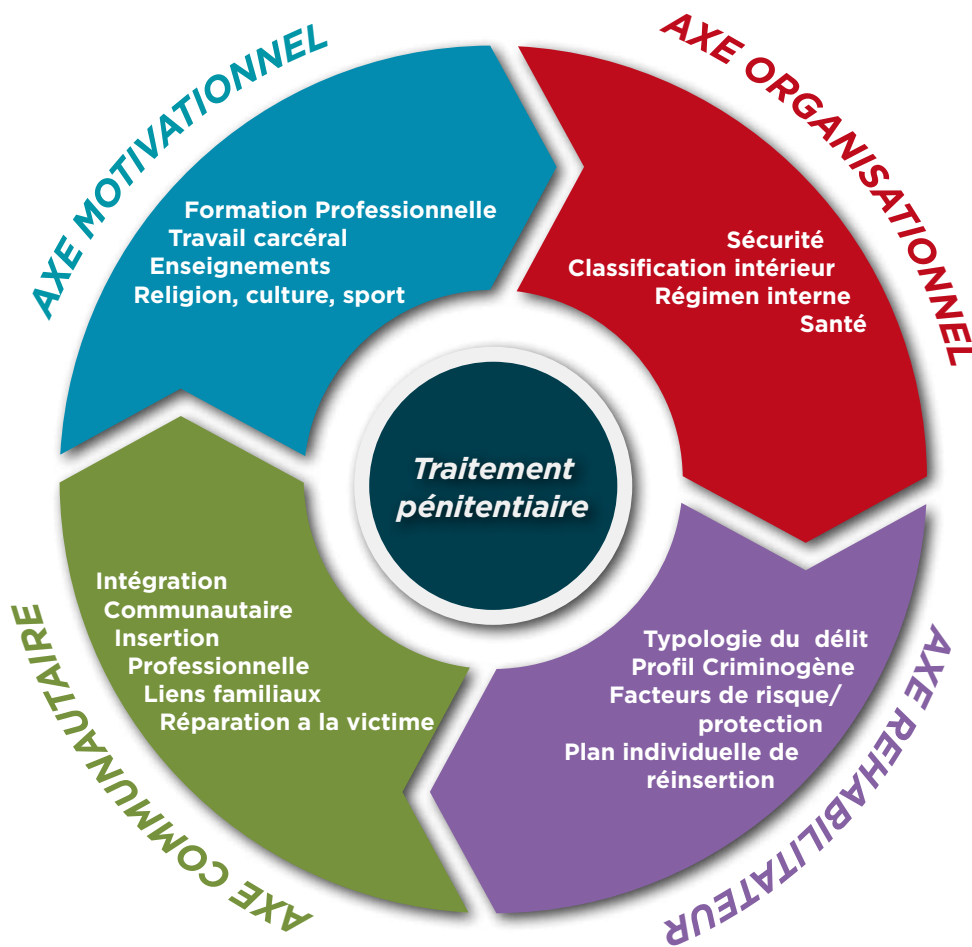 AXE MOTIVATIONNEL
Formation Professionnelle
Travail carcéral
Enseignements
Religion, culture, sport
AXE ORGANISATIONNEL
Sécurité
Classification intérieur
Régimen interne
Santé
Traitement
pénitentiaire
Intégration
Communautaire
Insertion
Professionnelle
Liens familiaux
Réparation a la victime
AXE COMMUNAUTAIRE
Typologie du délit
Profil Criminogène
Facteurs de risque/
protection
Plan individuelle de
réinsertion
AXE REHABILITATEUR